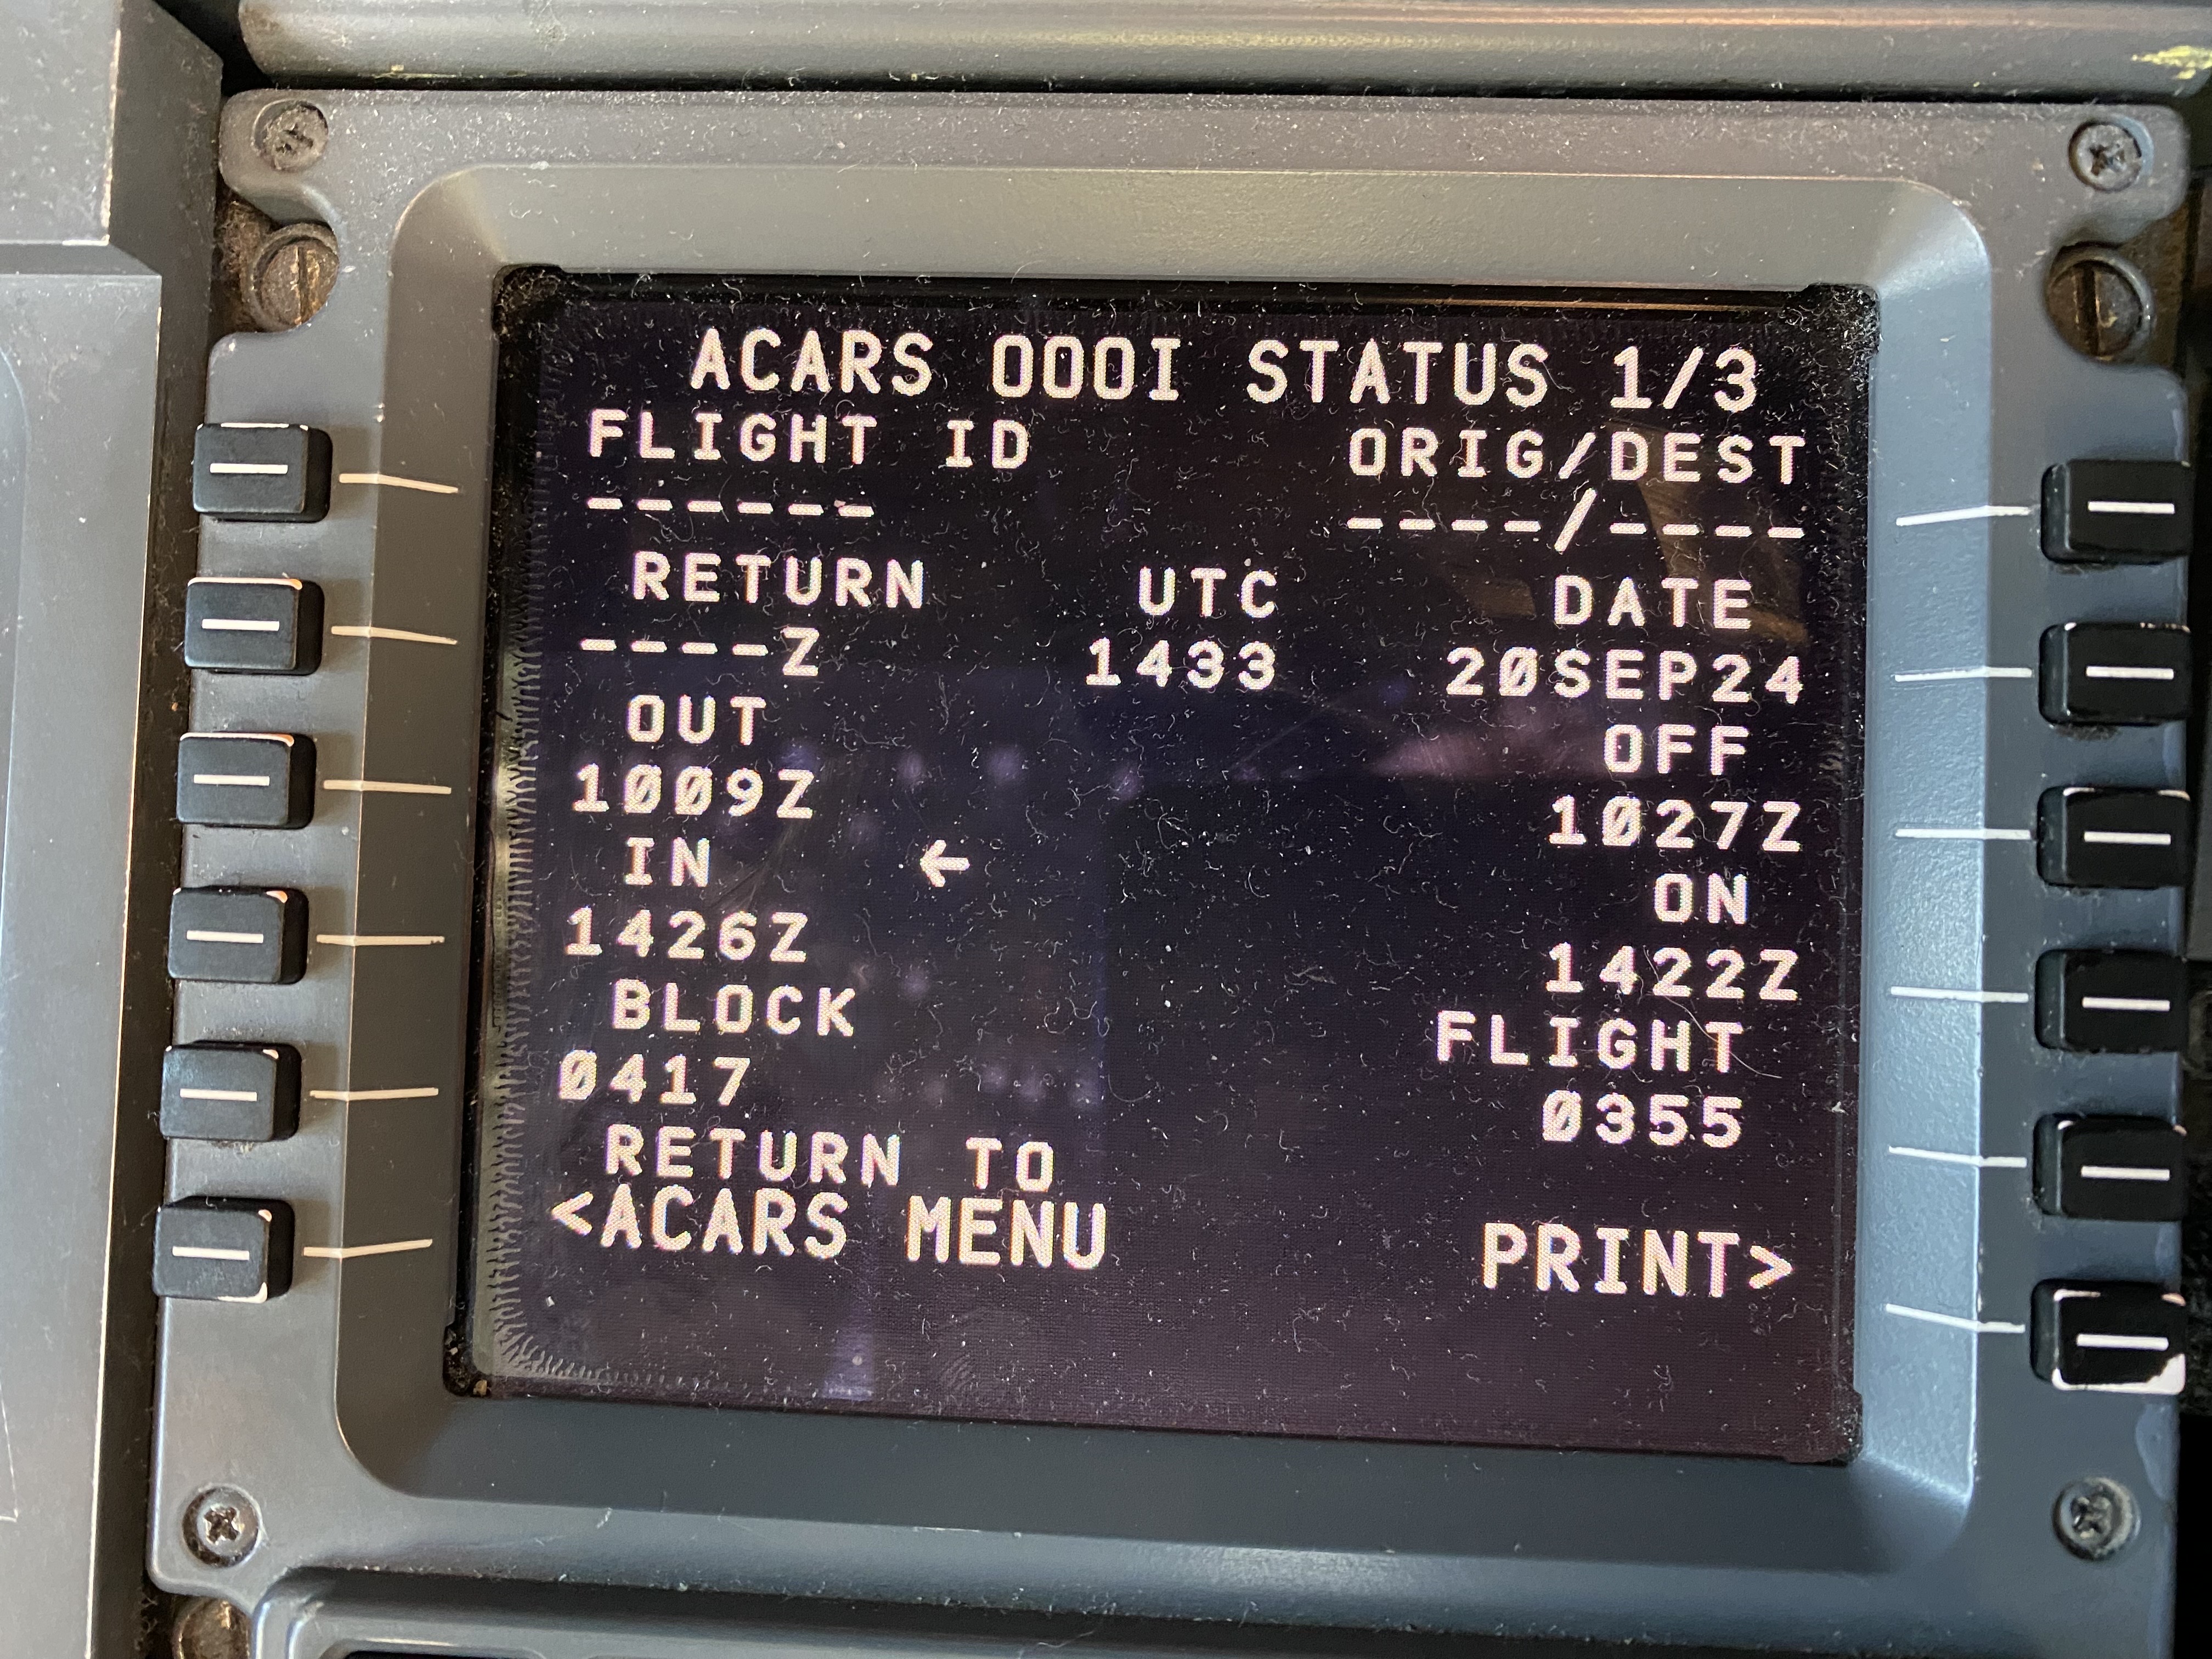 ACARS OOOI STATUS 1/3
FLIGHT ID ORIG/DEST
------ ----/----
RETURN UTC DATE
----Z 1433 20SEP24
OUT OFF
1009Z 1027Z
IN ← ON
1426Z 1422Z
BLOCK FLIGHT
0417 0355
RETURN TO
<ACARS MENU PRINT>